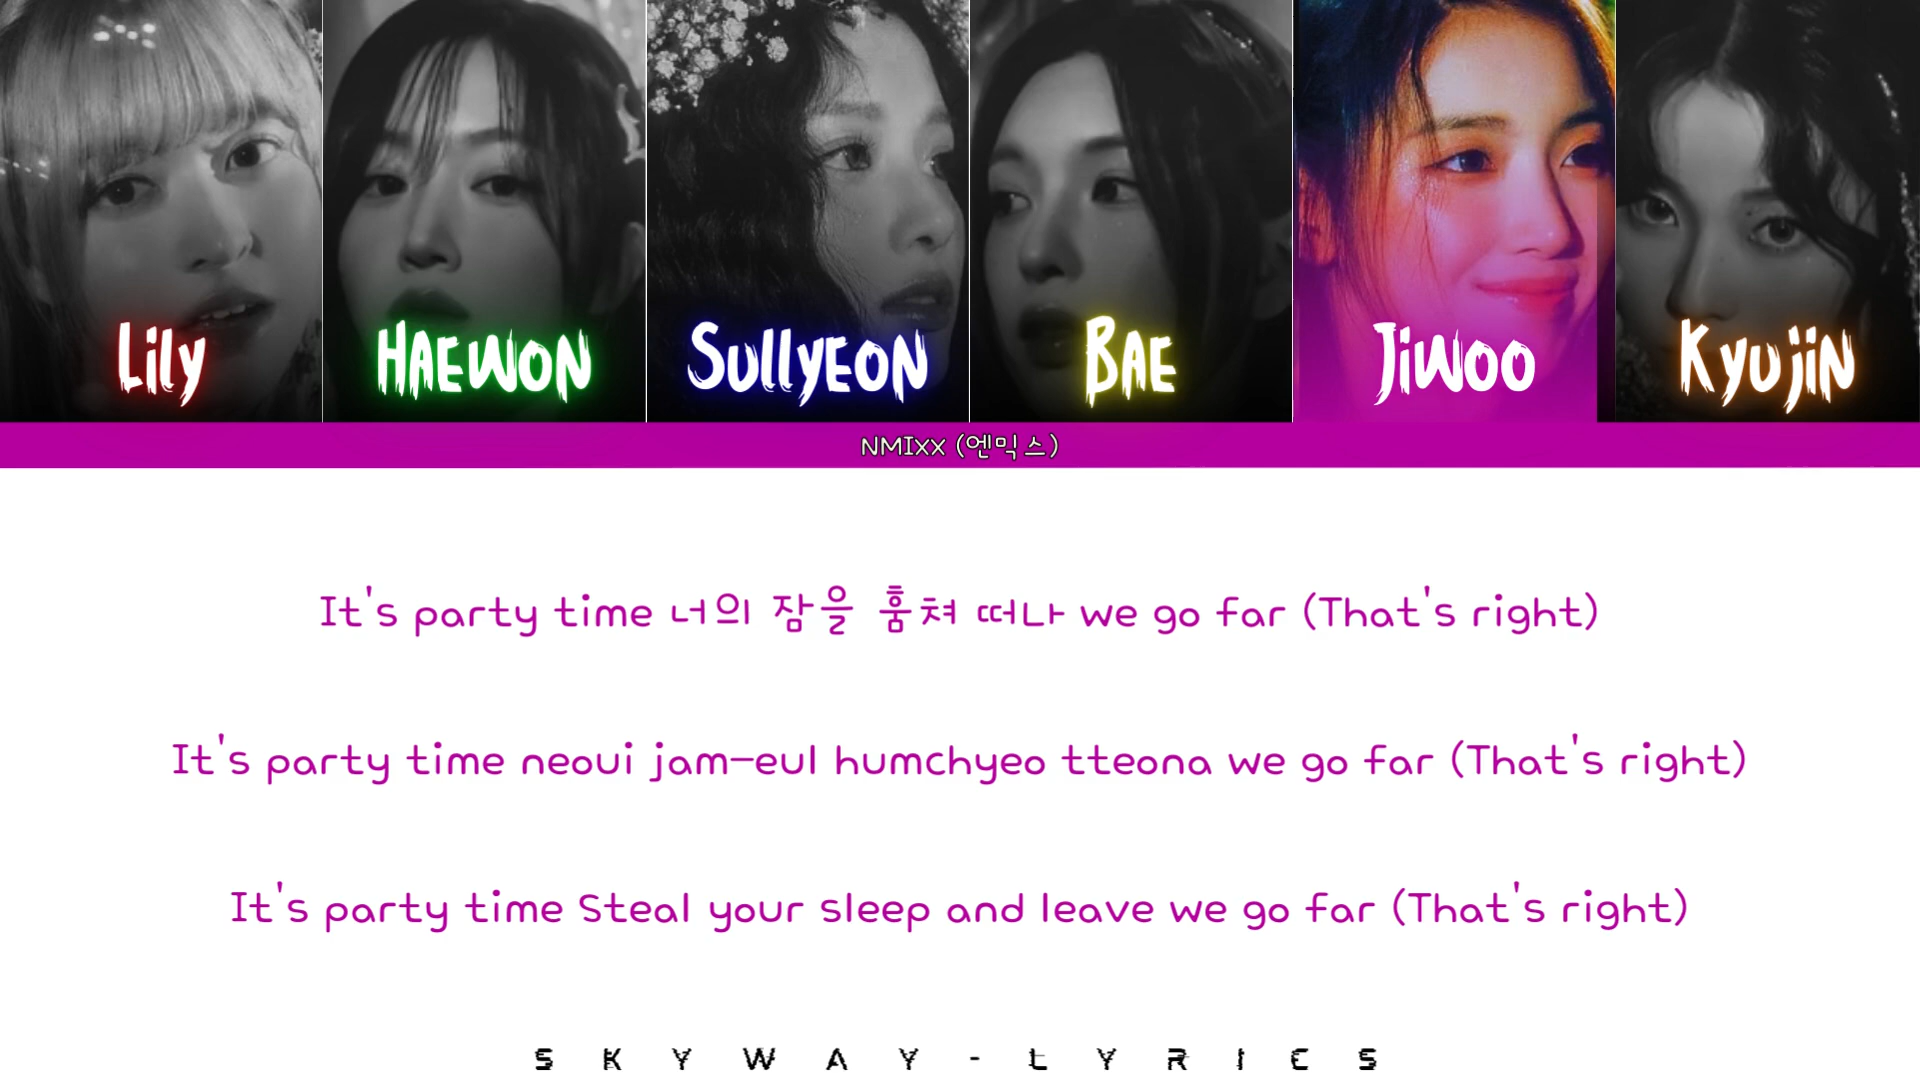 Lily
HAEWON
SullyEON
BAE
JiWOO
KyujiN
NMIXX (엔믹스)
It's party time 너의 잠을 훔쳐 떠나 we go far (That's right)
It's party time neoui jam-eul humchyeo tteona we go far (That's right)
It's party time Steal your sleep and leave we go far (That's right)
SKYWAY-LYRICS